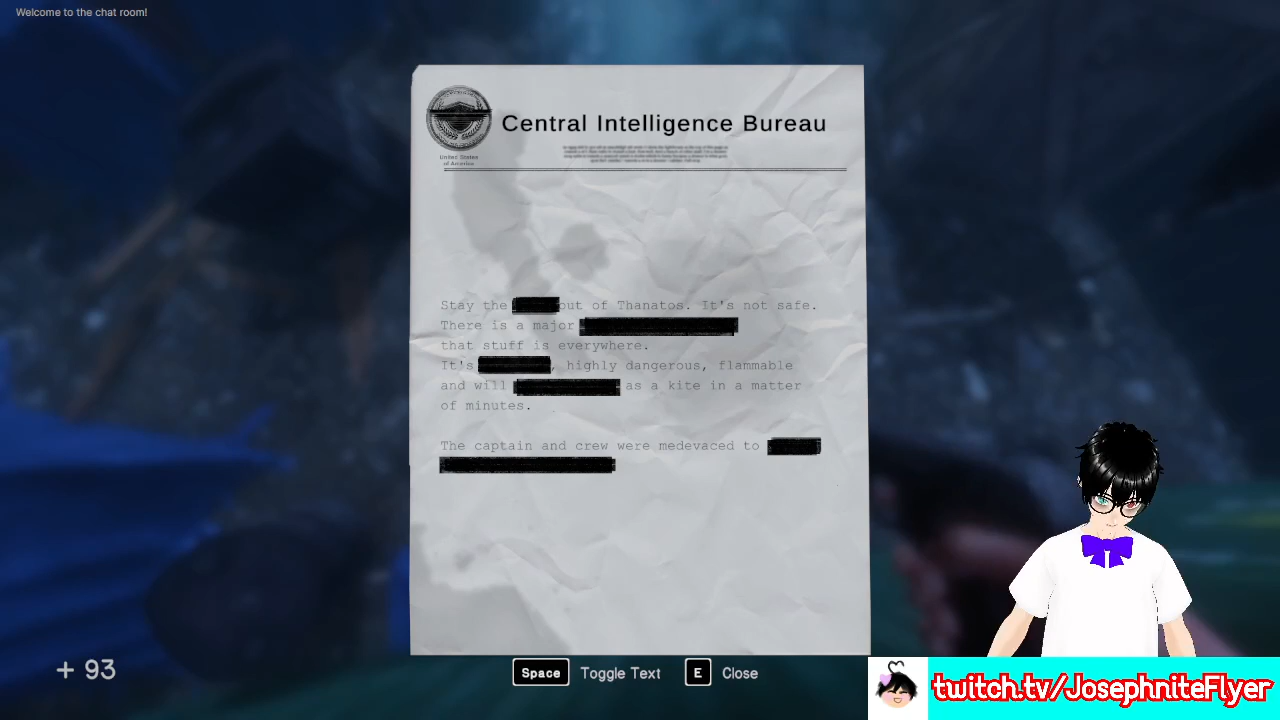 Welcome to the chat room!
Central Intelligence Bureau
United States
of America
Stay the out of Thanatos. It's not safe.
There is a major
that stuff is everywhere.
It's , highly dangerous, flammable
and will as a kite in a matter
of minutes.
The captain and crew were medevaced to
+ 93
Space Toggle Text E Close
twitch.tv/JosephniteFlyer